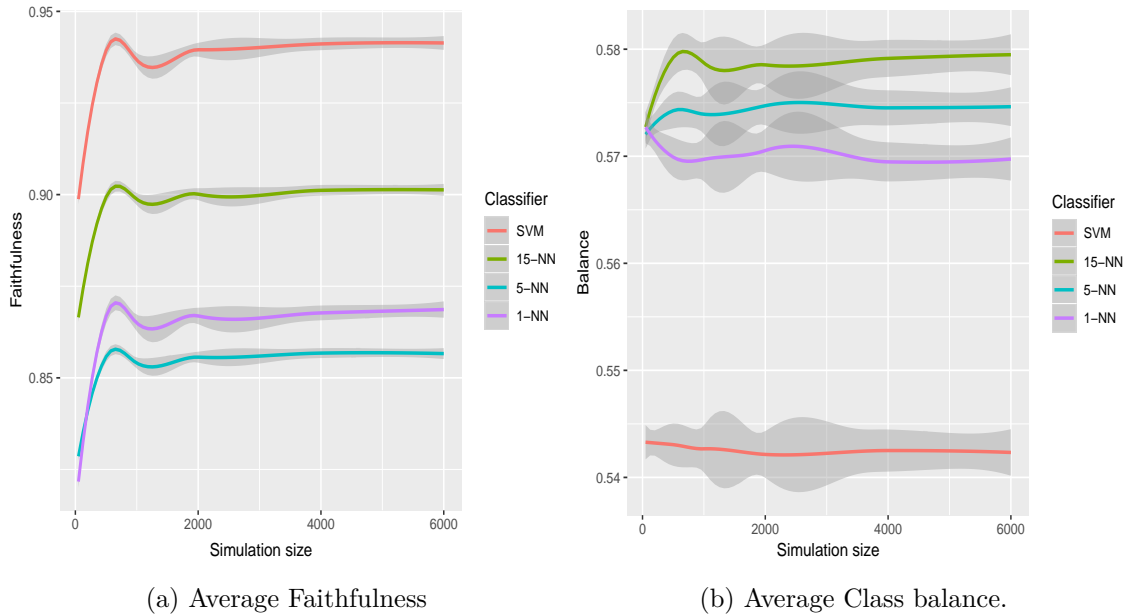 0.95
0.90
0.85
Faithfulness
0
2000
4000
6000
Simulation size
Classifier
SVM
15−NN
5−NN
1−NN
(a) Average Faithfulness
0.58
0.57
0.56
0.55
0.54
Balance
0
2000
4000
6000
Simulation size
Classifier
SVM
15−NN
5−NN
1−NN
(b) Average Class balance.